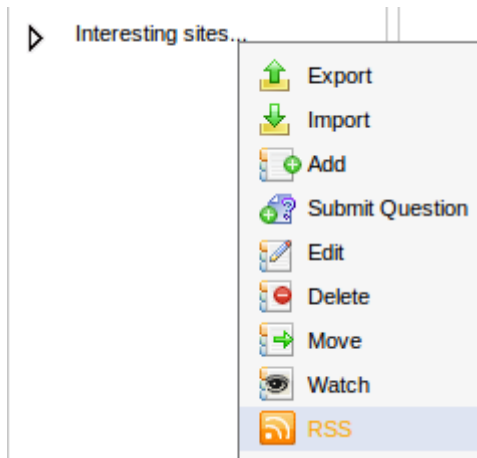 Interesting sites...
Export
Import
Add
Submit Question
Edit
Delete
Move
Watch
RSS